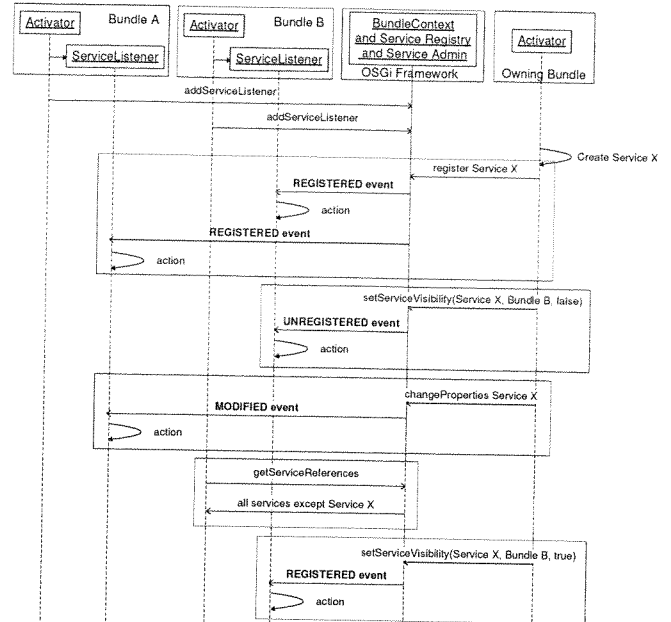 Activator
Bundle A
ServiceListener
Activator
Bundle B
ServiceListener
BundleContext
and Service Registry
and Service Admin
OSGi Framework
Activator
Owning Bundle
addServiceListener
addServiceListener
Create Service X
register Service X
REGISTERED event
action
REGISTERED event
action
setServiceVisibility(Service X, Bundle B, false)
UNREGISTERED event
action
changeProperties Service X
MODIFIED event
action
getServiceReferences
all services except Service X
setServiceVisibility(Service X, Bundle B, true)
REGISTERED event
action